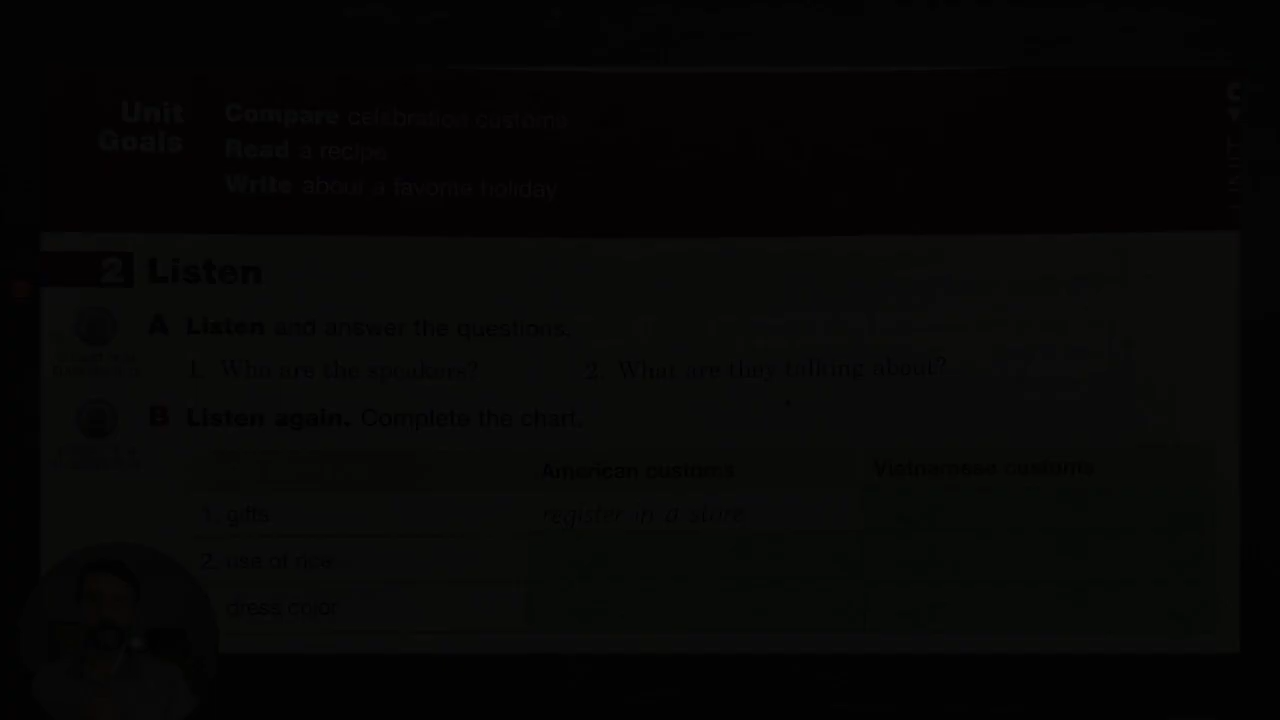 Unit Goals
Compare celebration customs
Read a recipe
Write about a favorite holiday
2 Listen
A Listen and answer the questions.
1. Who are the speakers? 2. What are they talking about?
B Listen again. Complete the chart.
American customs Vietnamese customs
1. gifts register in a store
2. use of rice
dress color